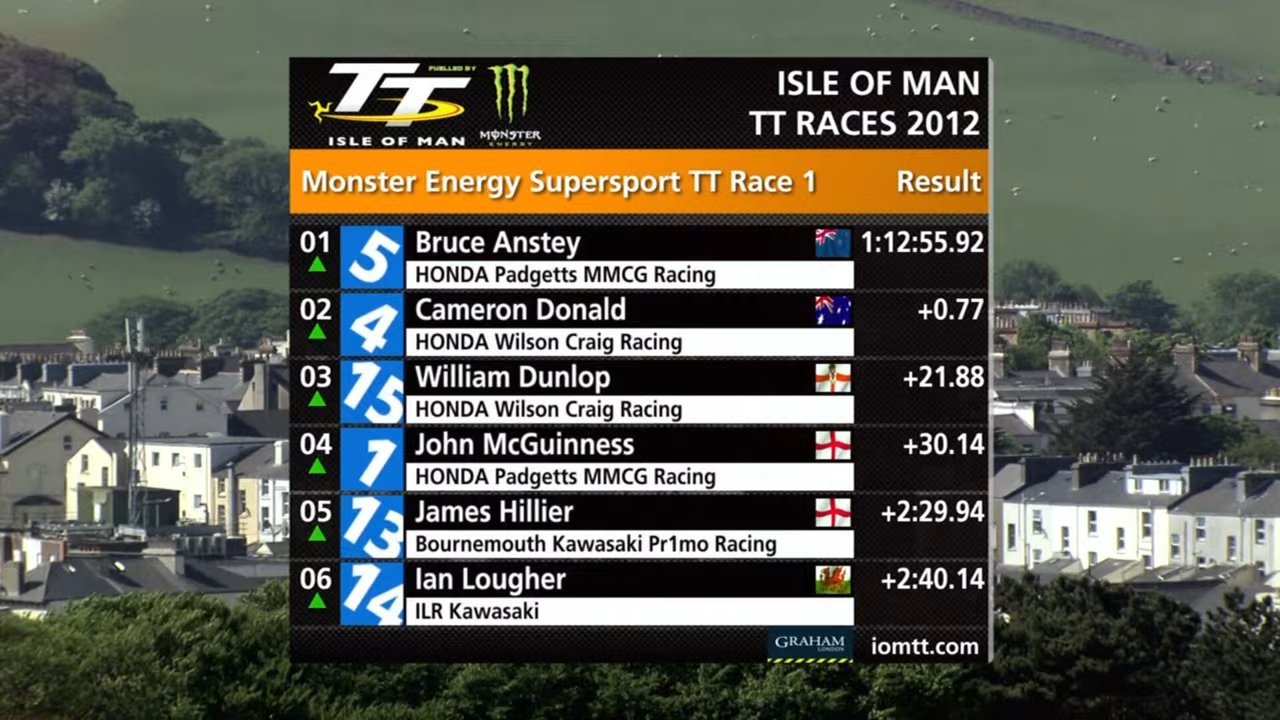 FUELLED BY
TT
ISLE OF MAN
MONSTER
ENERGY
ISLE OF MAN
TT RACES 2012
Monster Energy Supersport TT Race 1 Result
01 5 Bruce Anstey 1:12:55.92
HONDA Padgetts MMCG Racing
02 4 Cameron Donald +0.77
HONDA Wilson Craig Racing
03 15 William Dunlop +21.88
HONDA Wilson Craig Racing
04 1 John McGuinness +30.14
HONDA Padgetts MMCG Racing
05 13 James Hillier +2:29.94
Bournemouth Kawasaki Pr1mo Racing
06 14 Ian Lougher +2:40.14
ILR Kawasaki
GRAHAM
LONDON
iomtt.com